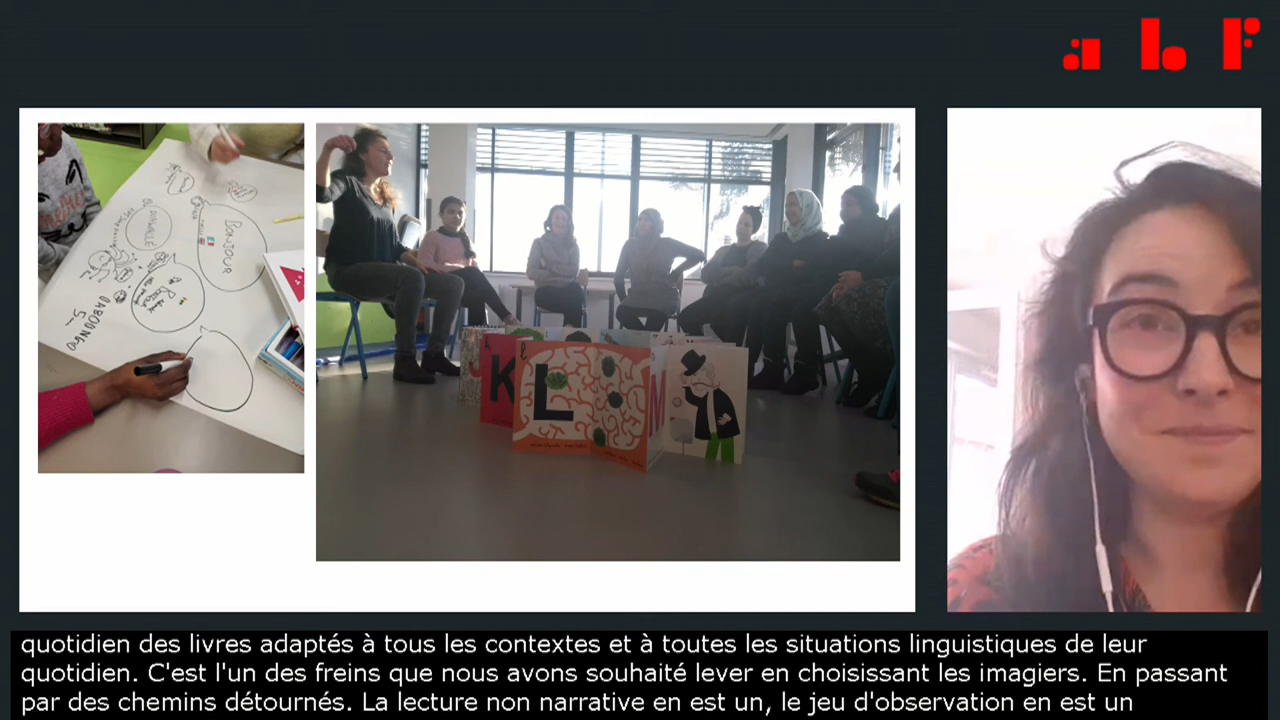 abf
BONJOUR
K
l
L
M
quotidien des livres adaptés à tous les contextes et à toutes les situations linguistiques de leur
quotidien. C'est l'un des freins que nous avons souhaité lever en choisissant les imagiers. En passant
par des chemins détournés. La lecture non narrative en est un, le jeu d'observation en est un